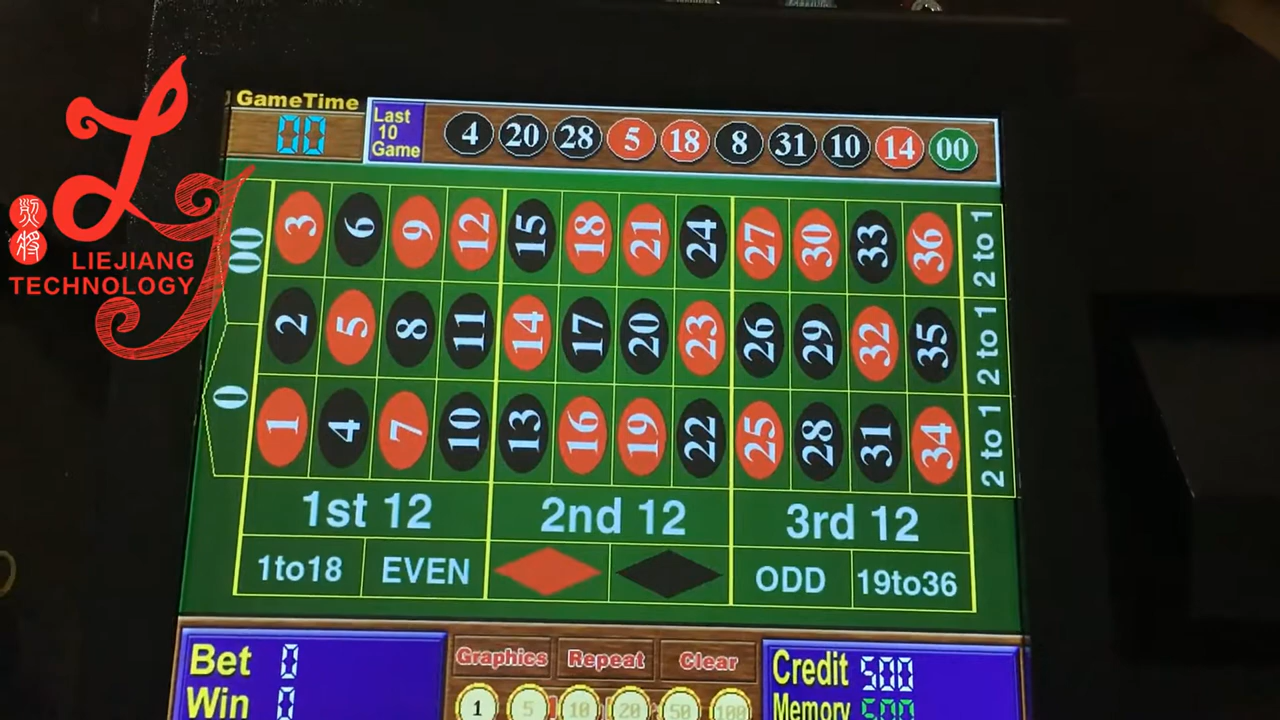 GameTime
00
Last
10
Game
4 20 28 5 18 8 31 10 14 00
LIEJIANG
TECHNOLOGY
00
3 6 9 12 15 18 21 24 27 30 33 36 2 to 1
2 5 8 11 14 17 20 23 26 29 32 35 2 to 1
0
1 4 7 10 13 16 19 22 25 28 31 34 2 to 1
1st 12 2nd 12 3rd 12
1to18 EVEN ODD 19to36
Bet 0
Win 0
Graphics Repeat Clear
1 5 10 20 50 100
Credit 500
Memory 500